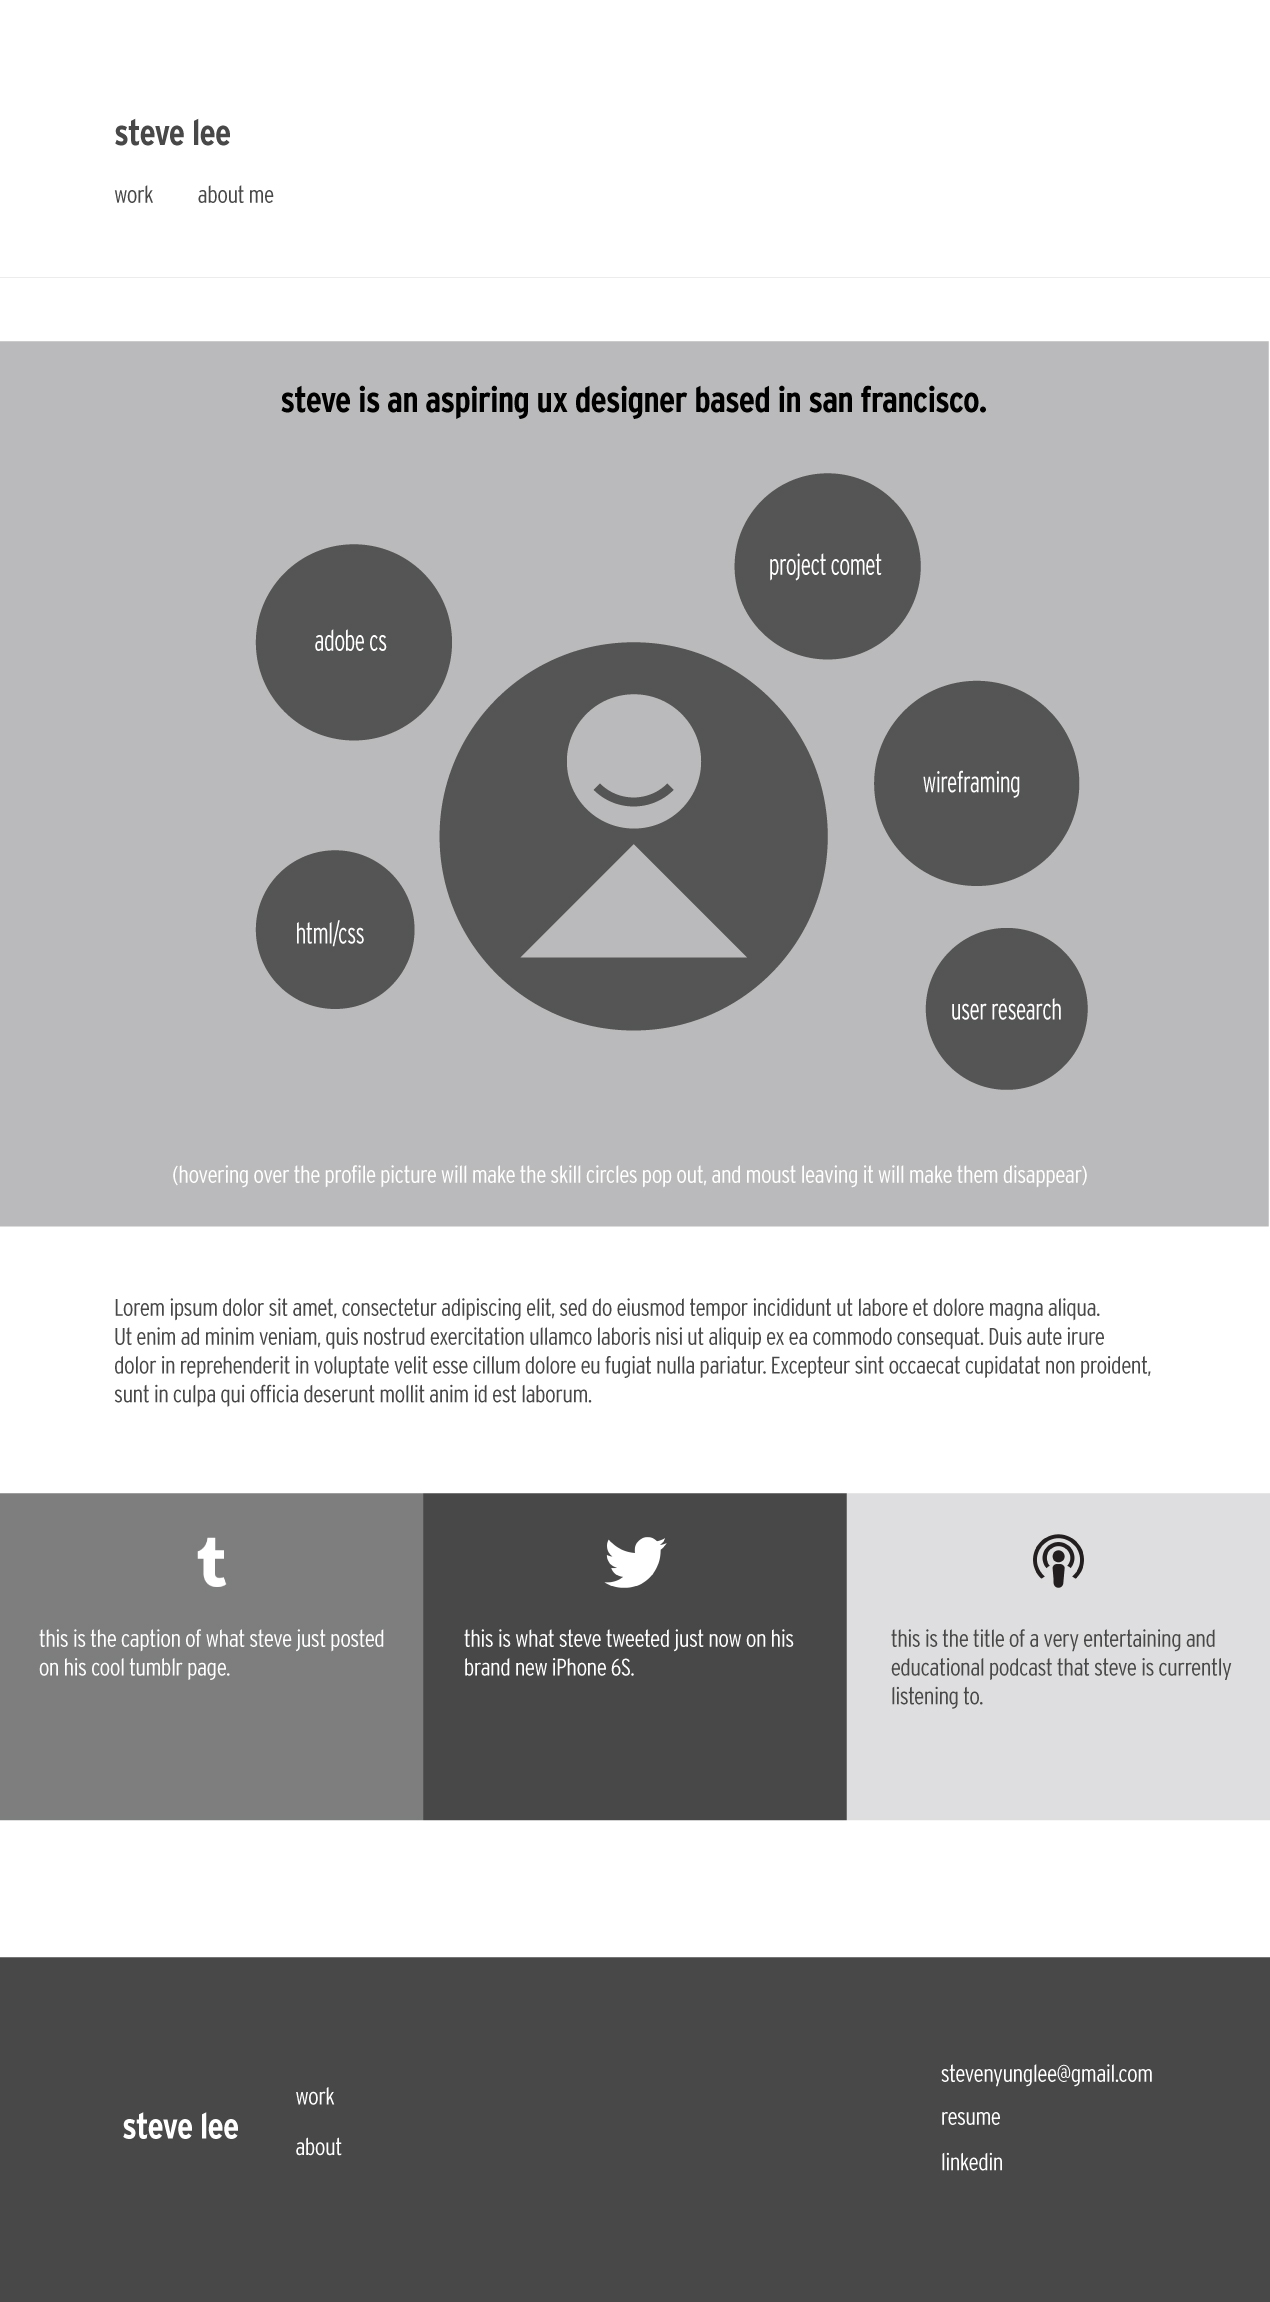 steve lee
work about me
steve is an aspiring ux designer based in san francisco.
project comet
adobe cs
wireframing
html/css
user research
(hovering over the profile picture will make the skill circles pop out, and moust leaving it will make them disappear)
Lorem ipsum dolor sit amet, consectetur adipiscing elit, sed do eiusmod tempor incididunt ut labore et dolore magna aliqua.
Ut enim ad minim veniam, quis nostrud exercitation ullamco laboris nisi ut aliquip ex ea commodo consequat. Duis aute irure
dolor in reprehenderit in voluptate velit esse cillum dolore eu fugiat nulla pariatur. Excepteur sint occaecat cupidatat non proident,
sunt in culpa qui officia deserunt mollit anim id est laborum.
t
this is the caption of what steve just posted
on his cool tumblr page.
this is what steve tweeted just now on his
brand new iPhone 6S.
this is the title of a very entertaining and
educational podcast that steve is currently
listening to.
steve lee
work
about
stevenyunglee@gmail.com
resume
linkedin